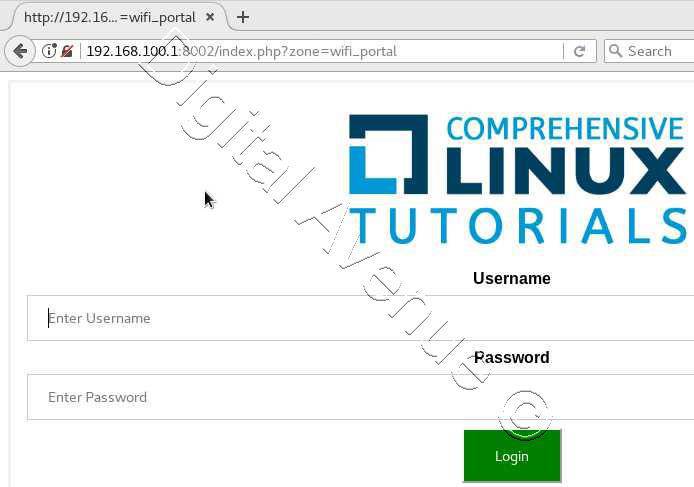 http://192.16... =wifi_portal
192.168.100.1:8002/index.php?zone=wifi_portal
Search
COMPREHENSIVE
LINUX
TUTORIALS
Username
Enter Username
Password
Enter Password
Login
Digital Avenue ©